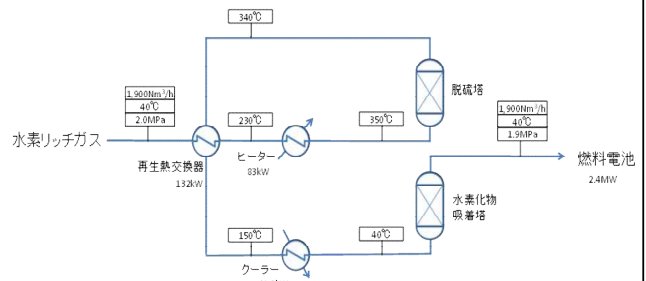 340℃
1,900Nm³/h
40℃
2.0MPa
水素リッチガス
再生熱交換器
132kW
230℃
ヒーター
83kW
350℃
脱硫塔
1,900Nm³/h
40℃
1.9MPa
燃料電池
2.4MW
水素化物
吸着塔
150℃
クーラー
40℃